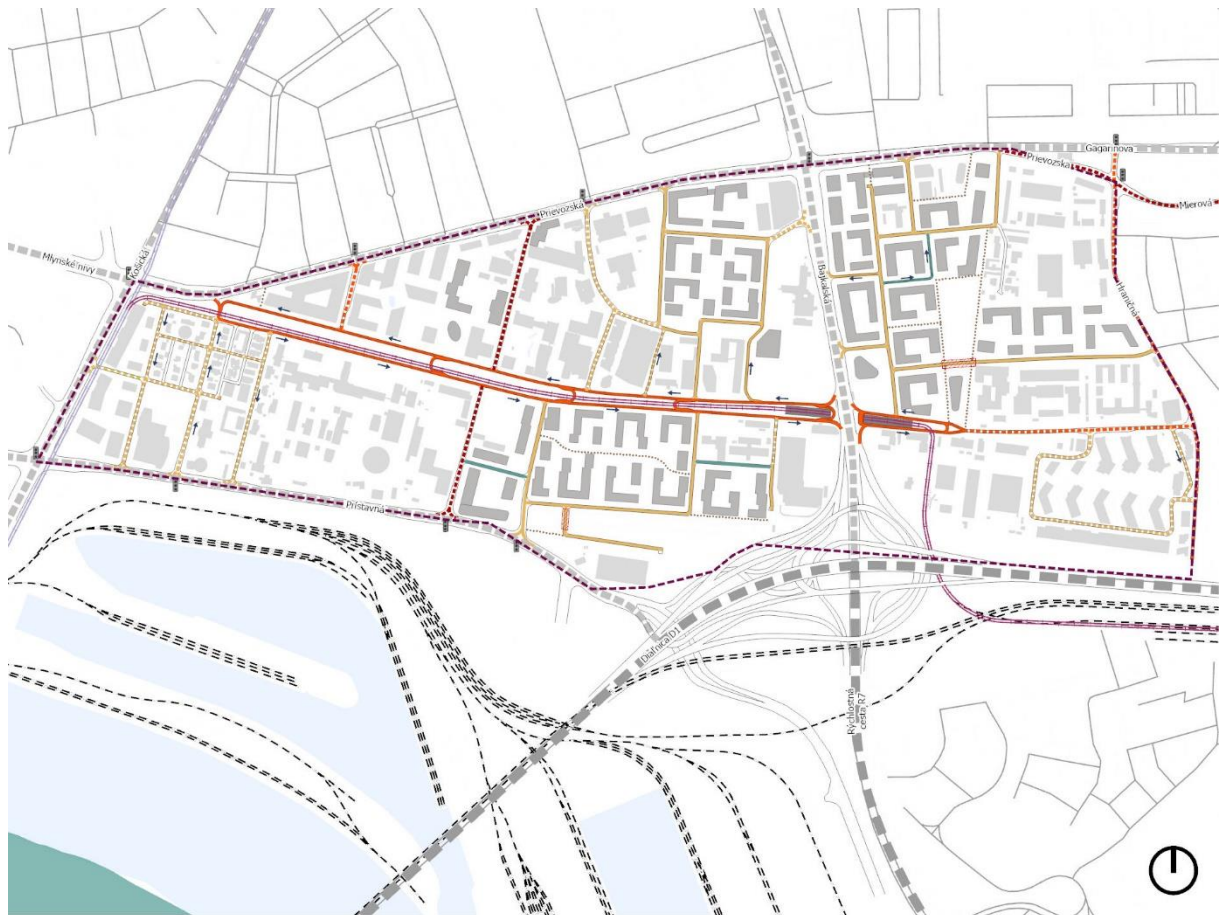 Gagarinova
Prievozská
Mierová
Prievozská
Košická
Mlynské nivy
Bajkalská
Hraničná
Prístavná
Diaľnica D1
Rýchlostná
cesta R7